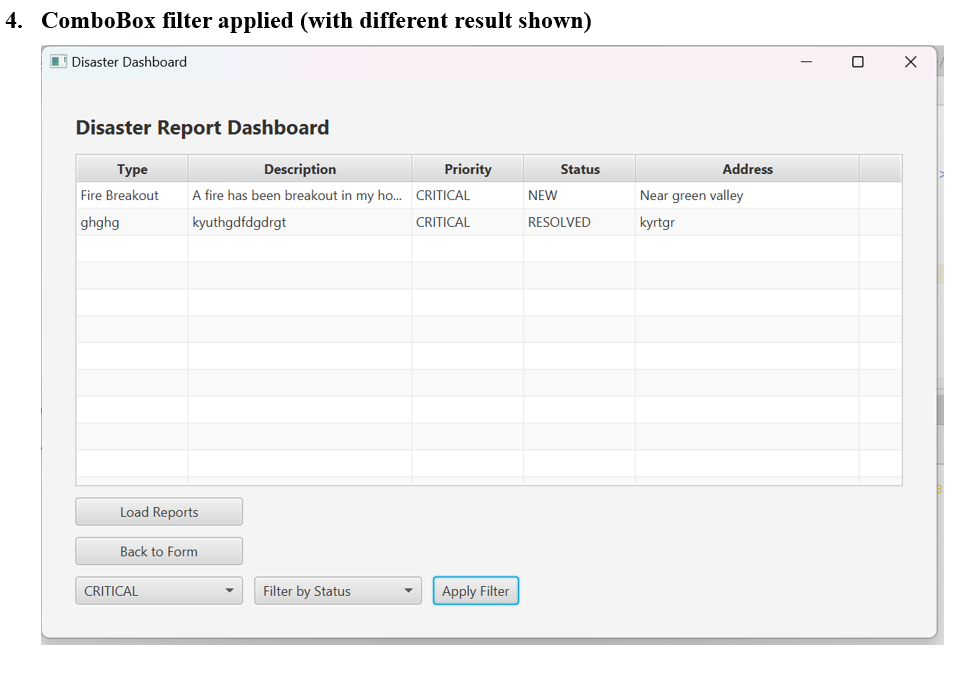 4. ComboBox filter applied (with different result shown)
Disaster Dashboard
Disaster Report Dashboard
Type Description Priority Status Address
Fire Breakout A fire has been breakout in my ho... CRITICAL NEW Near green valley
ghghg kyuthgdfdgdrgt CRITICAL RESOLVED kyrtgr
Load Reports
Back to Form
CRITICAL Filter by Status Apply Filter